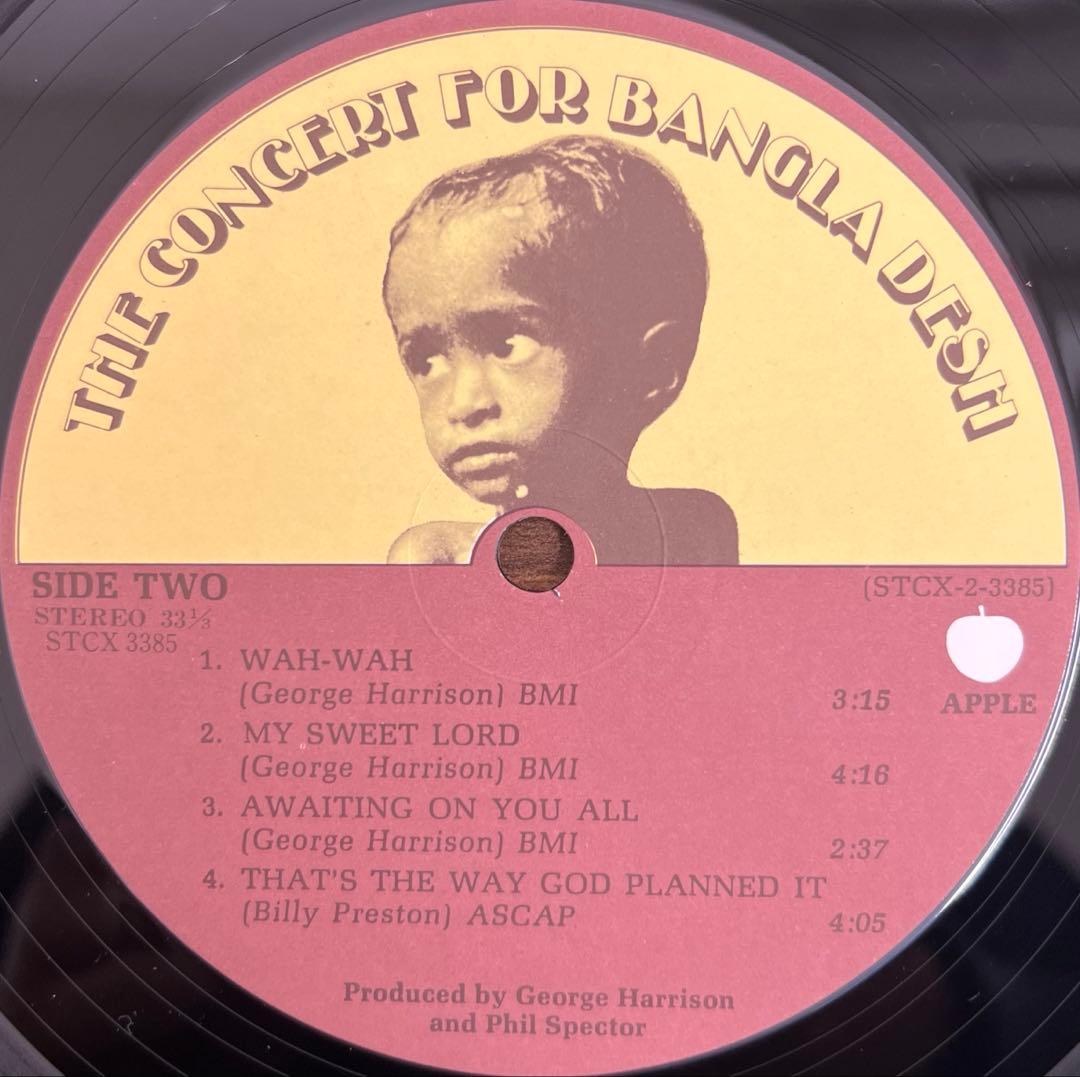 THE CONCERT FOR BANGLA DESH
SIDE TWO
(STCX-2-3385)
STEREO 33⅓
STCX 3385
1. WAH-WAH
(George Harrison) BMI 3:15
APPLE
2. MY SWEET LORD
(George Harrison) BMI 4:16
3. AWAITING ON YOU ALL
(George Harrison) BMI 2:37
4. THAT'S THE WAY GOD PLANNED IT
(Billy Preston) ASCAP 4:05
Produced by George Harrison
and Phil Spector